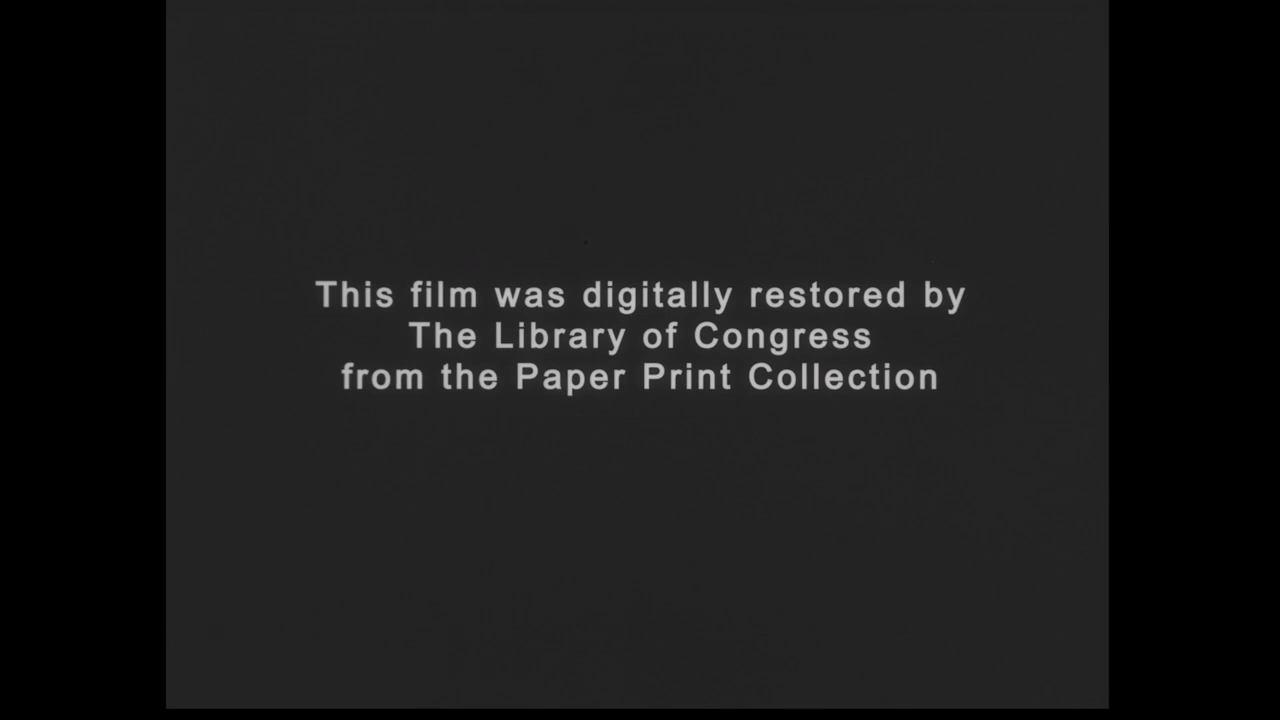 This film was digitally restored by
The Library of Congress
from the Paper Print Collection